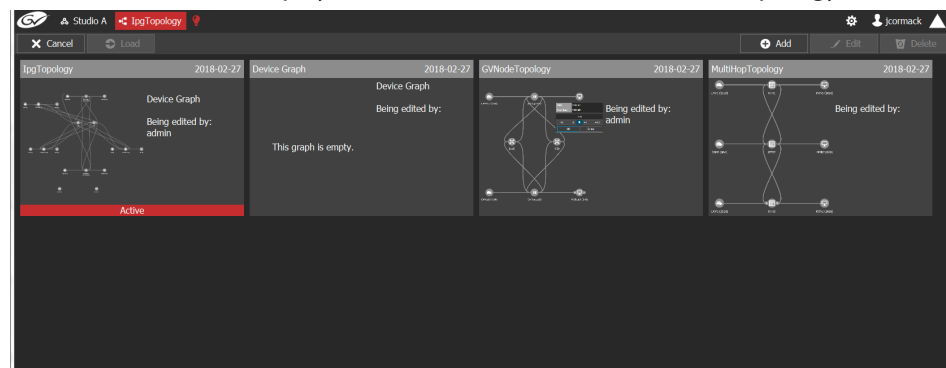 Studio A IpgTopology jcormack
Cancel Load Add Edit Delete
IpgTopology 2018-02-27
Device Graph
Being edited by:
admin
Active
Device Graph 2018-02-27
Device Graph
Being edited by:
This graph is empty.
GVNodeTopology 2018-02-27
Being edited by:
admin
MultiHopTopology 2018-02-27
Being edited by: